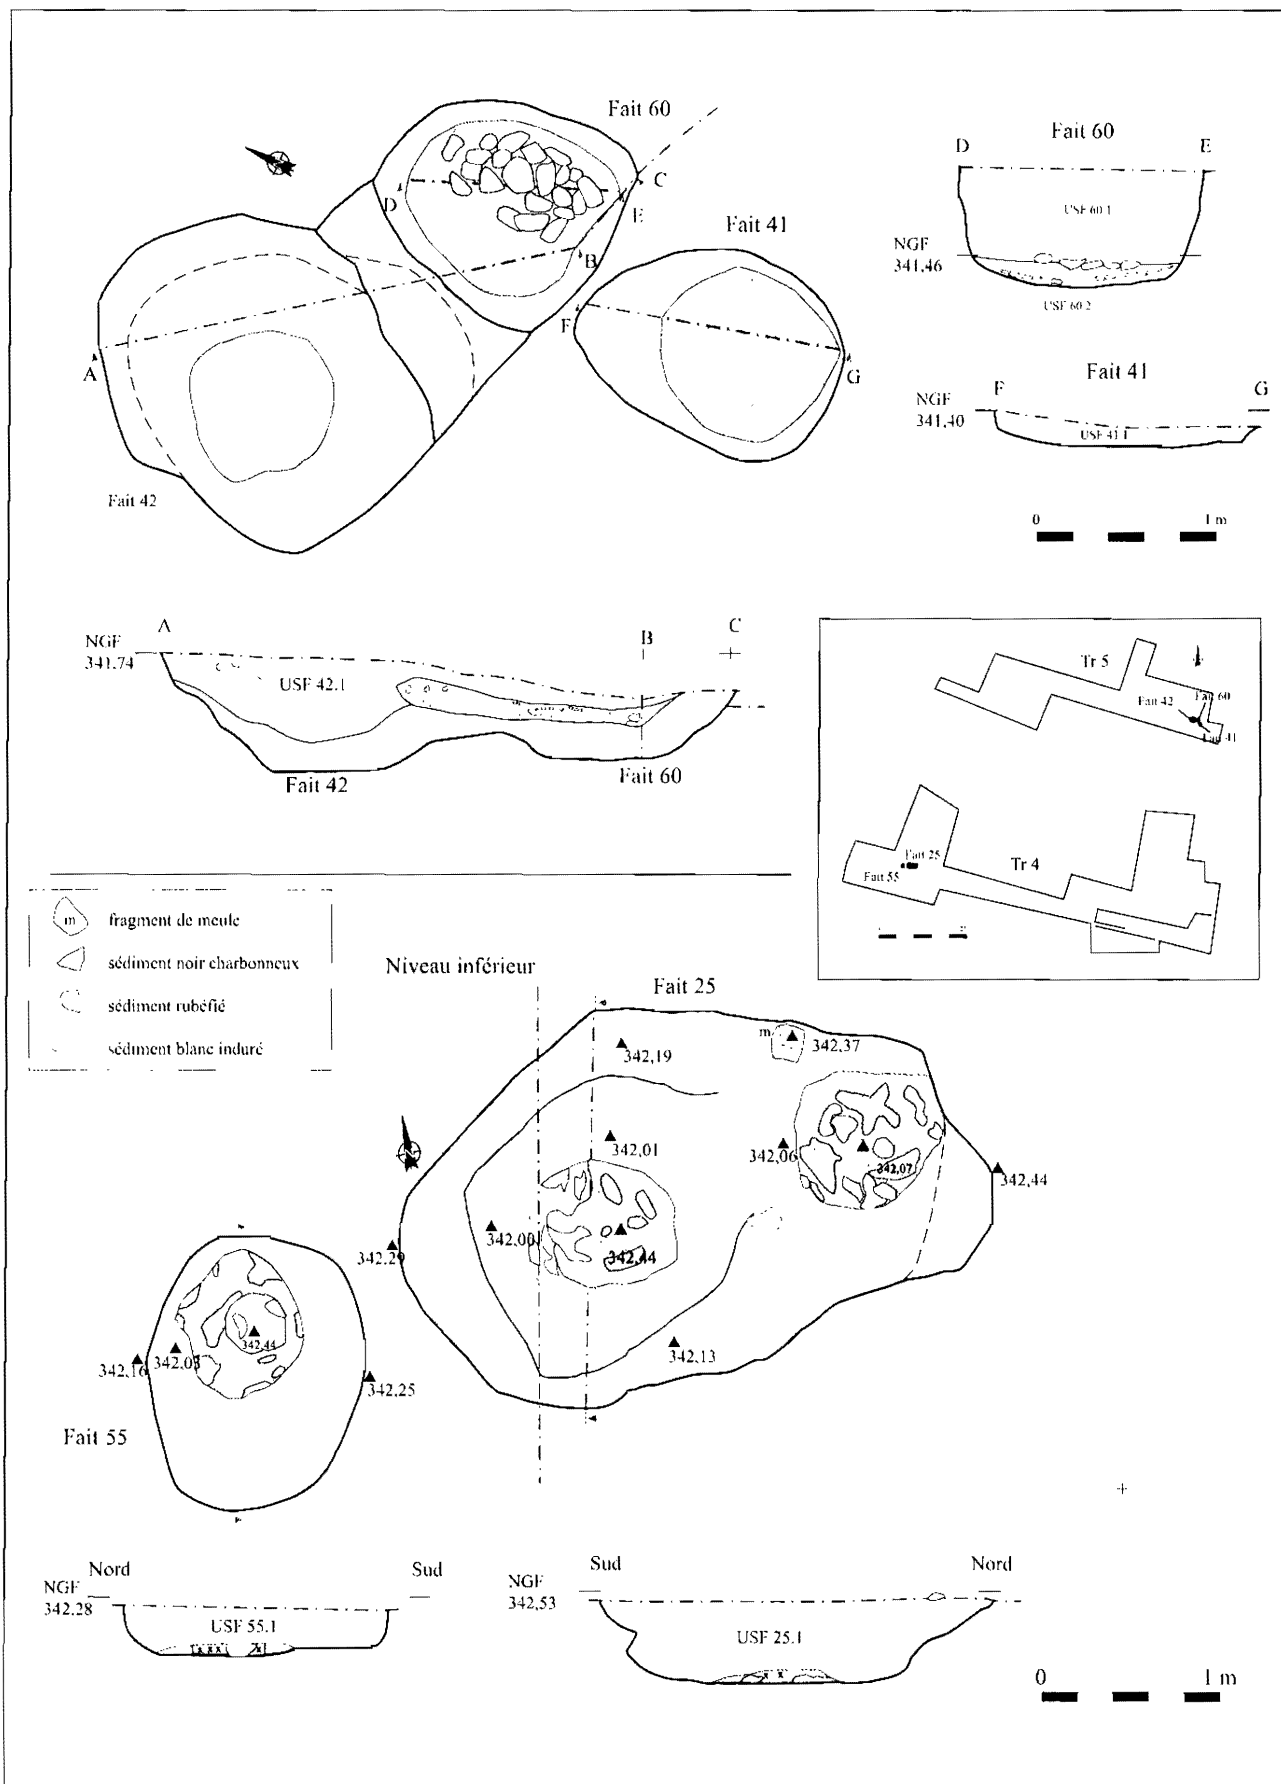 Fait 60
C
D
E
B
Fait 41
F
G
A
Fait 42
Fait 60
D
E
USF 60.1
NGF
341,46
USF 60.2
Fait 41
F
G
NGF
341,40
USF 41.1
0
1 m
A
B
C
NGF
341.74
USF 42.1
Fait 42
Fait 60
Tr 5
Fait 60
Fait 42
Fait 41
Fait 25
Fait 55
Tr 4
m
fragment de meule
sédiment noir charbonneux
sédiment rubéfié
sédiment blanc induré
Niveau inférieur
Fait 25
m
342,37
342,19
342,01
342,06
342,07
342,44
342,00
342,44
342,29
342,13
342,44
342,16
342,03
342,25
Fait 55
Nord
Sud
NGF
342.28
USF 55.1
Sud
Nord
NGF
342,53
USF 25.1
0
1 m